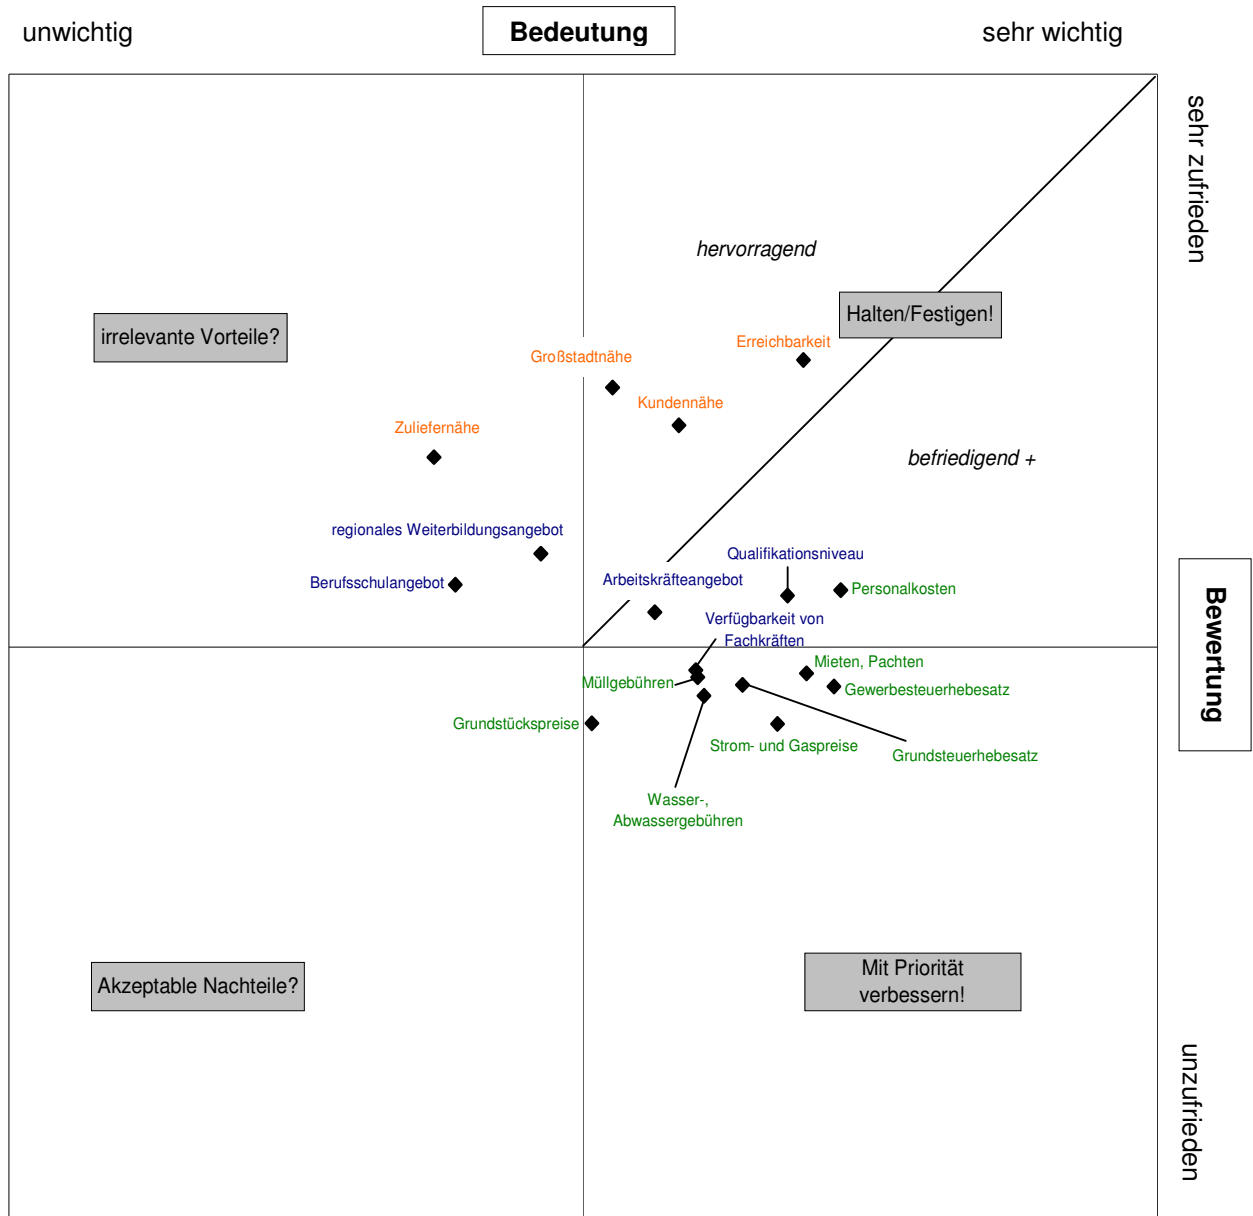 unwichtig
Bedeutung
sehr wichtig
sehr zufrieden
hervorragend
Halten/Festigen!
irrelevante Vorteile?
Erreichbarkeit
Großstadtnähe
Kundennähe
Zuliefernähe
befriedigend +
regionales Weiterbildungsangebot
Qualifikationsniveau
Berufsschulangebot
Arbeitskräfteangebot
Personalkosten
Verfügbarkeit von
Fachkräften
Bewertung
Mieten, Pachten
Müllgebühren
Gewerbesteuerhebesatz
Grundstückspreise
Strom- und Gaspreise
Grundsteuerhebesatz
Wasser-,
Abwassergebühren
Akzeptable Nachteile?
Mit Priorität
verbessern!
unzufrieden